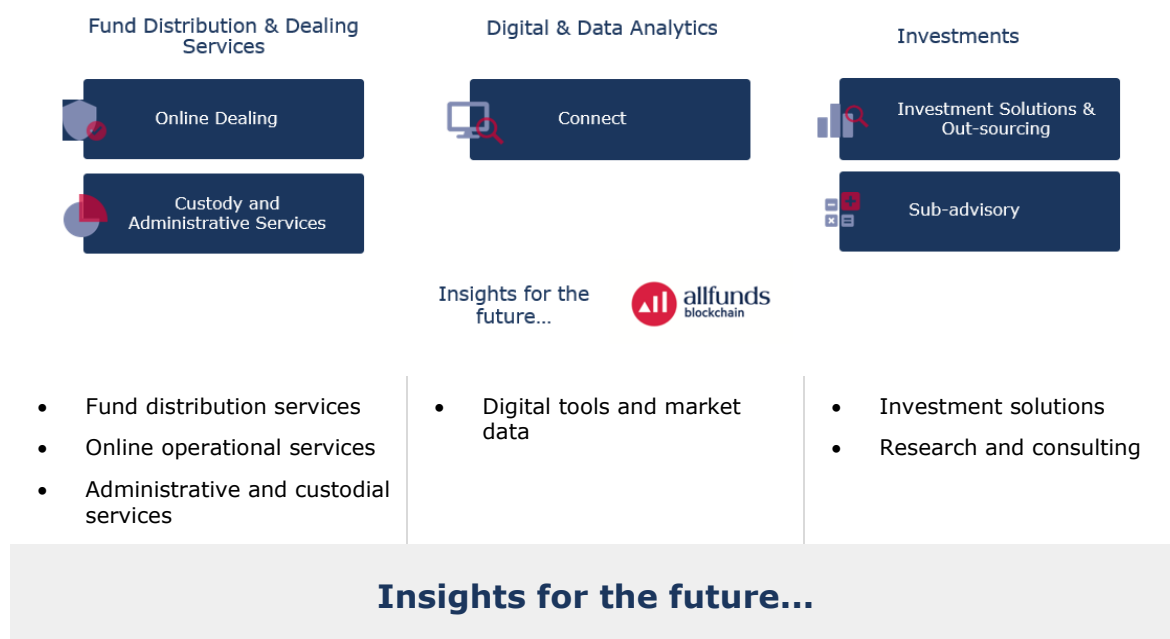 Fund Distribution & Dealing
Services
Digital & Data Analytics
Investments
Online Dealing
Connect
Investment Solutions &
Out-sourcing
Custody and
Administrative Services
Sub-advisory
Insights for the
future...
allfunds
blockchain
• Fund distribution services
• Online operational services
• Administrative and custodial
services
• Digital tools and market
data
• Investment solutions
• Research and consulting
Insights for the future...